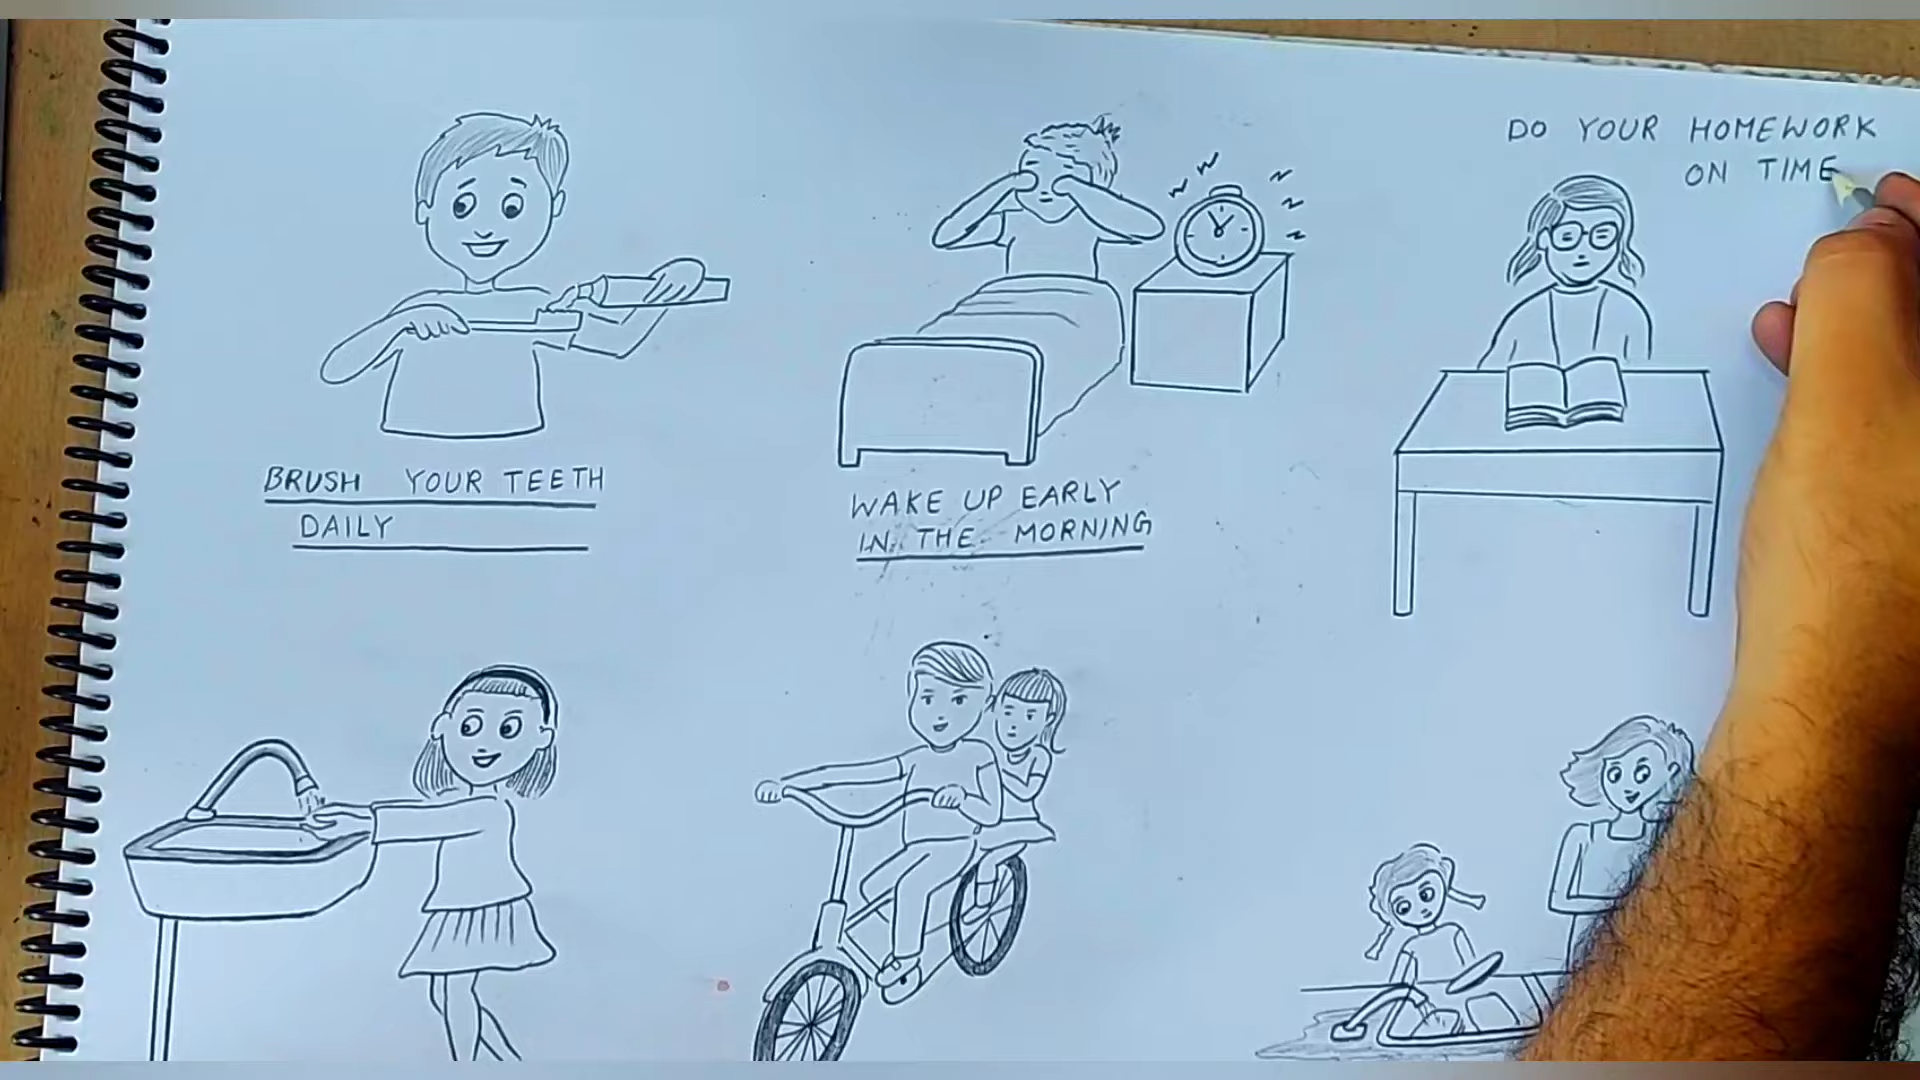 DO YOUR HOMEWORK
ON TIME
BRUSH YOUR TEETH
DAILY
WAKE UP EARLY
IN THE MORNING